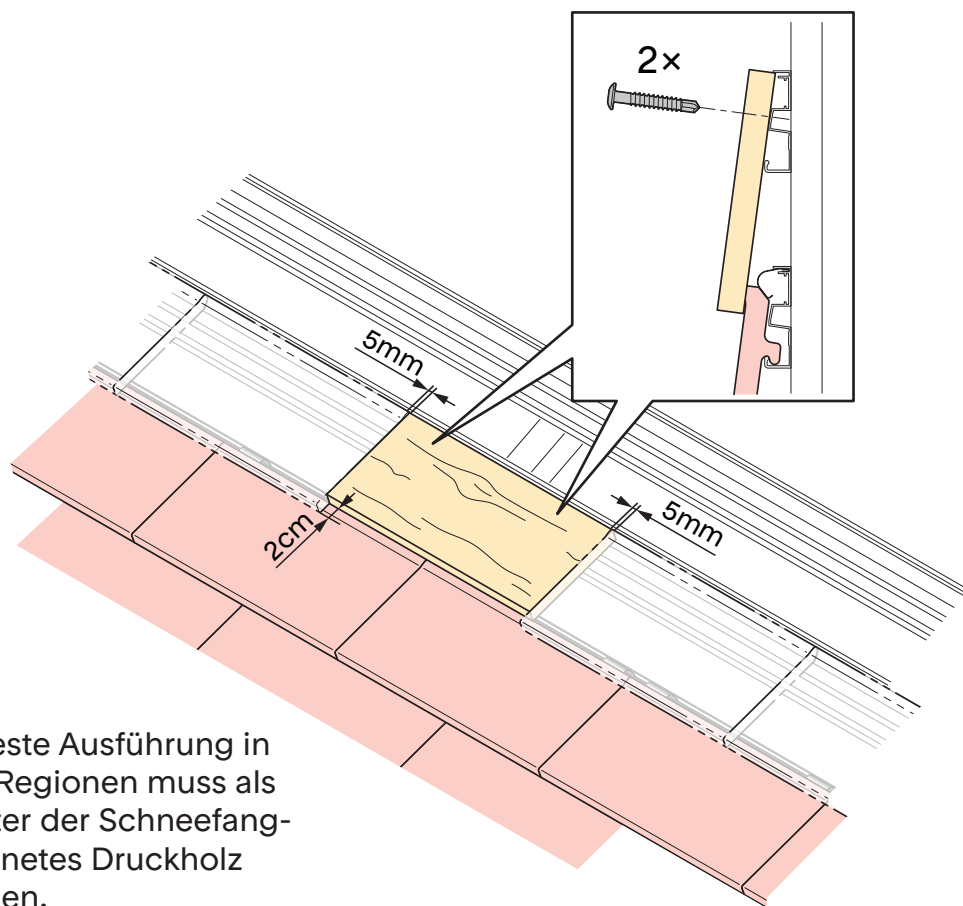 2×
5mm
5mm
2cm
este Ausführung in
Regionen muss als
ter der Schneefang-
netes Druckholz
en.